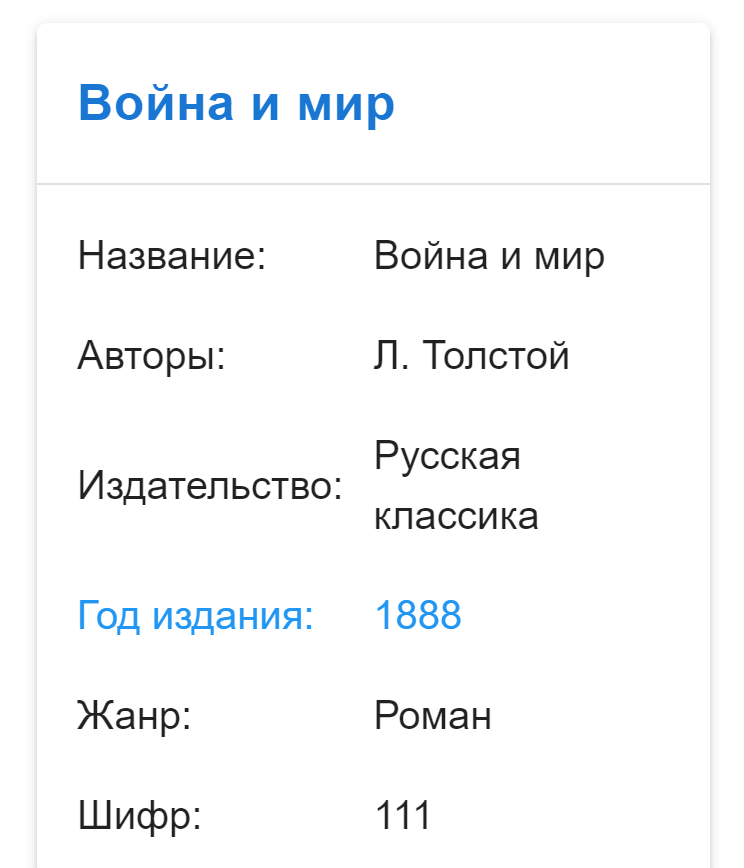 Война и мир
Название: Война и мир
Авторы: Л. Толстой
Издательство: Русская
классика
Год издания: 1888
Жанр: Роман
Шифр: 111